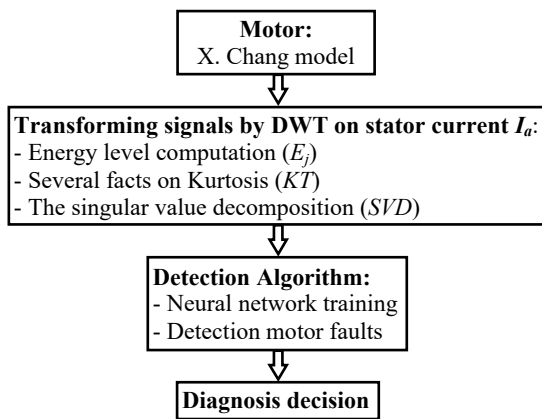 Motor:
X. Chang model
Transforming signals by DWT on stator current Ia:
- Energy level computation (Ej)
- Several facts on Kurtosis (KT)
- The singular value decomposition (SVD)
Detection Algorithm:
- Neural network training
- Detection motor faults
Diagnosis decision